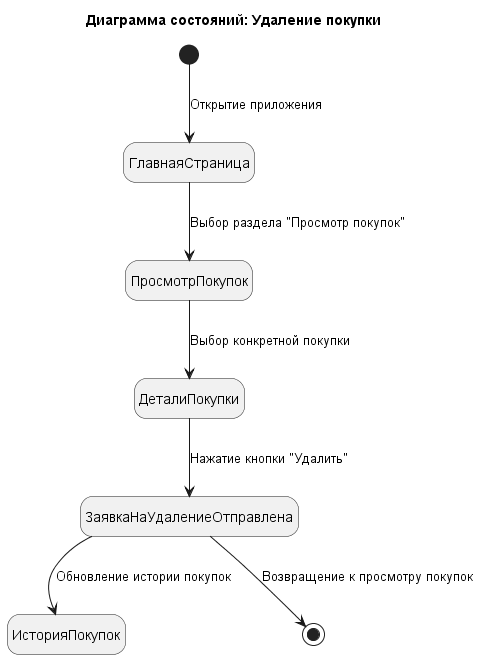 Диаграмма состояний: Удаление покупки
Открытие приложения
ГлавнаяСтраница
Выбор раздела "Просмотр покупок"
ПросмотрПокупок
Выбор конкретной покупки
ДеталиПокупки
Нажатие кнопки "Удалить"
ЗаявкаНаУдалениеОтправлена
Обновление истории покупок
Возвращение к просмотру покупок
ИсторияПокупок